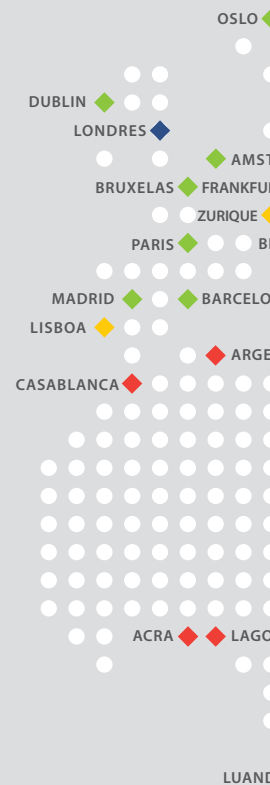 OSLO
DUBLIN
LONDRES
AMST
BRUXELAS FRANKFU
ZURIQUE
PARIS B
MADRID BARCELO
LISBOA
ARGE
CASABLANCA
ACRA LAGO
LUAND